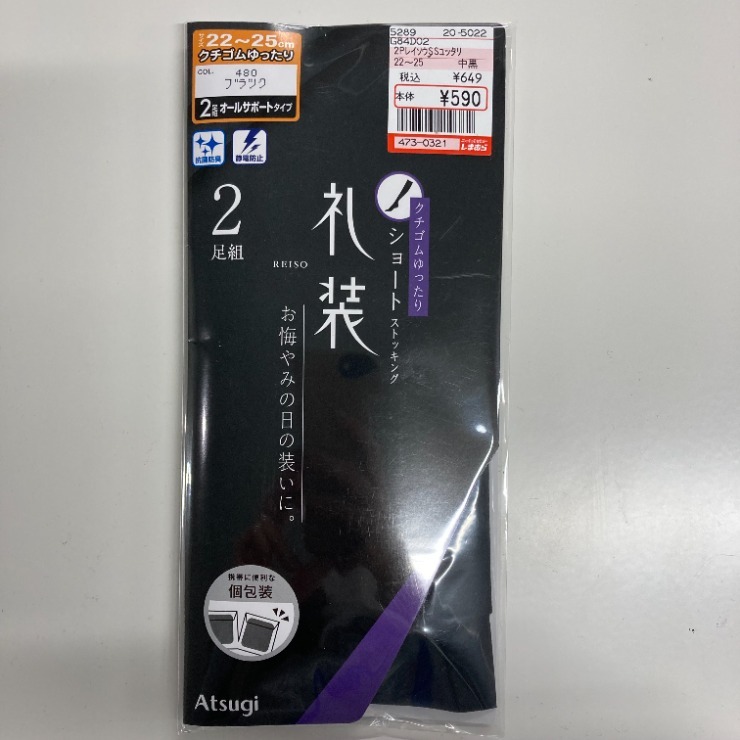 サイズ 22〜25cm
クチゴムゆったり
COL. 480
ブラック
2足組 オールサポートタイプ
抗菌防臭
静電防止
5289 20-5022
G84D02
2PレイソウSSユッタリ
22〜25 中黒
税込 ¥649
本体 ¥590
473-0321
しまむら
2
足組
REISO
礼装
クチゴムゆったり
ショートストッキング
お悔やみの日の装いに。
携帯に便利な
個包装
Atsugi